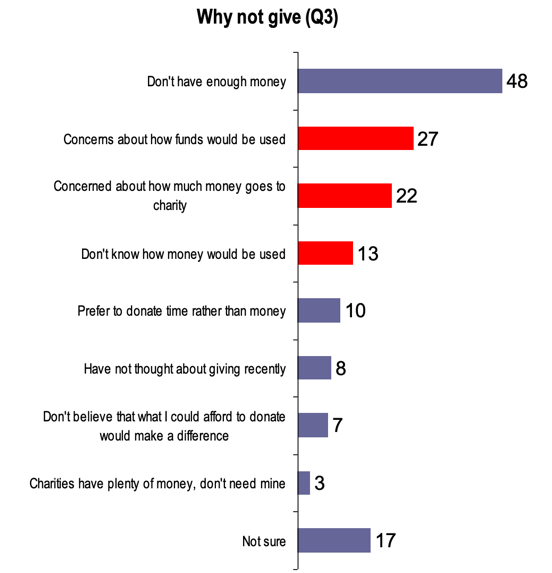 Why not give (Q3)
Don't have enough money
48
Concerns about how funds would be used
27
Concerned about how much money goes to
charity
22
Don't know how money would be used
13
Prefer to donate time rather than money
10
Have not thought about giving recently
8
Don't believe that what I could afford to donate
would make a difference
7
Charities have plenty of money, don't need mine
3
Not sure
17